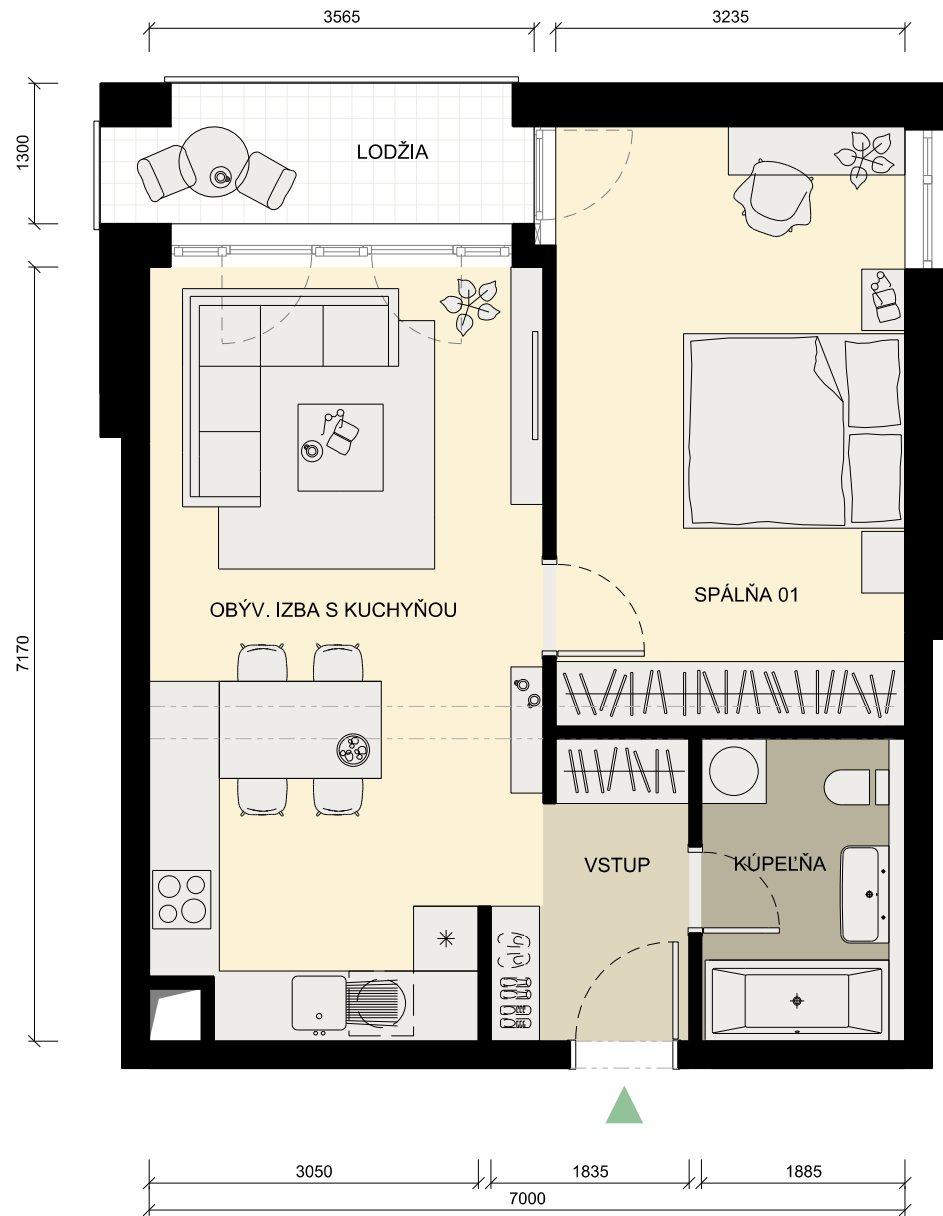 3565
3235
1300
LODŽIA
7170
OBÝV. IZBA S KUCHYŇOU
SPÁLŇA 01
VSTUP
KÚPEĽŇA
3050
1835
1885
7000